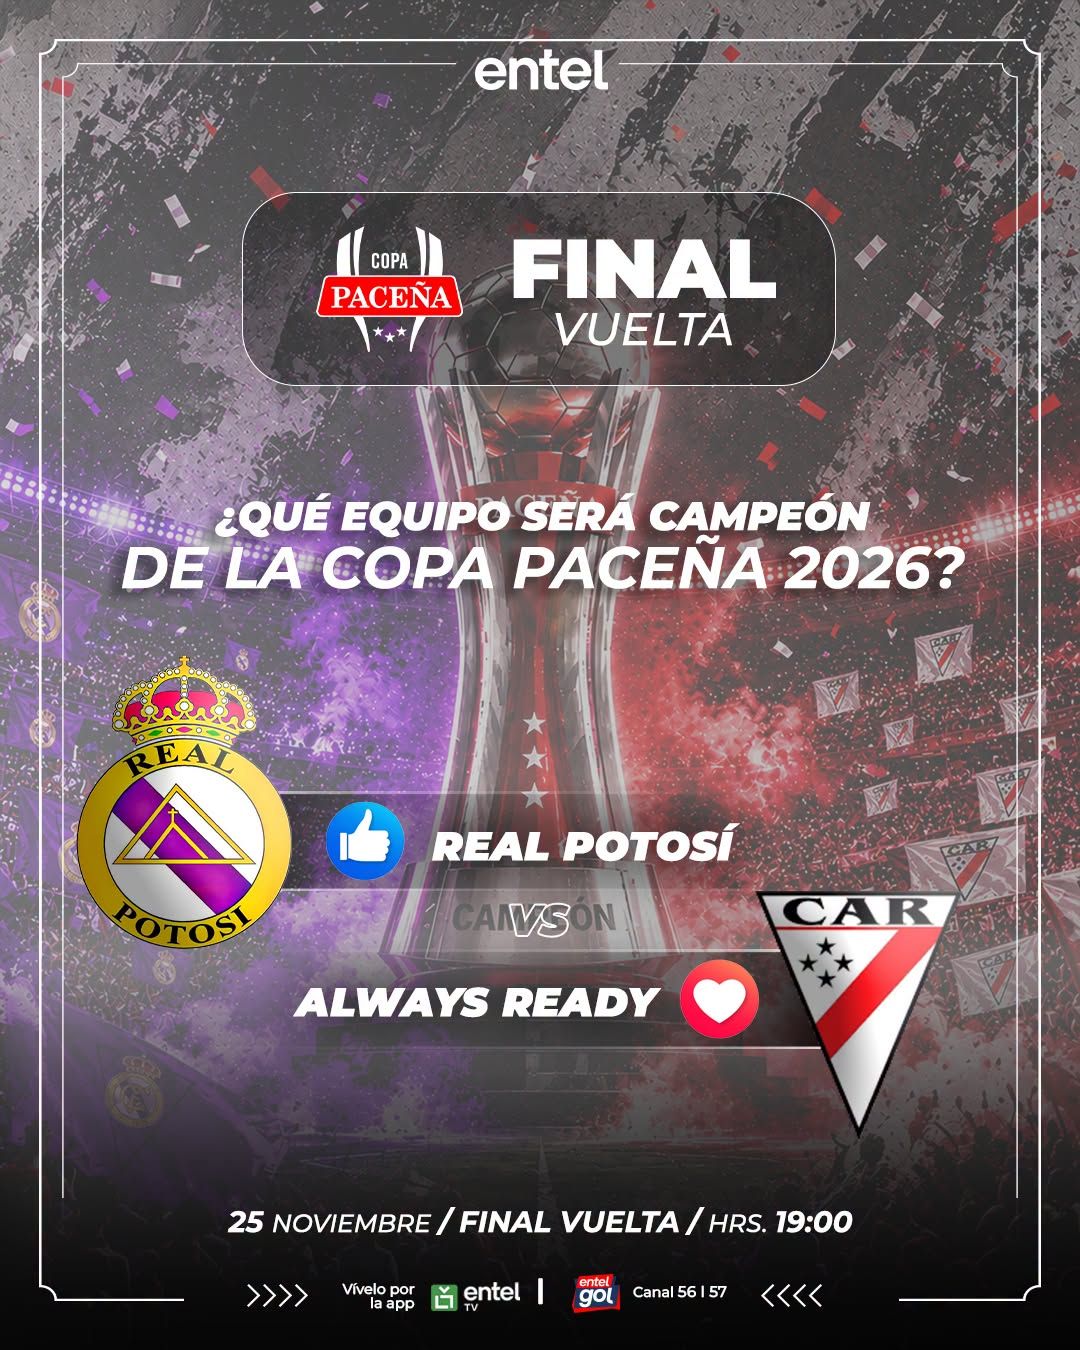 entel
COPA
PACEÑA
FINAL
VUELTA
PACEÑA
¿QUÉ EQUIPO SERÁ CAMPEÓN
DE LA COPA PACEÑA 2026?
REAL
POTOSI
REAL POTOSÍ
CAMPEÓN
VS
CAR
ALWAYS READY
25 NOVIEMBRE / FINAL VUELTA / HRS. 19:00
Vívelo por
la app
entel
TV
entel
gol
Canal 56 | 57